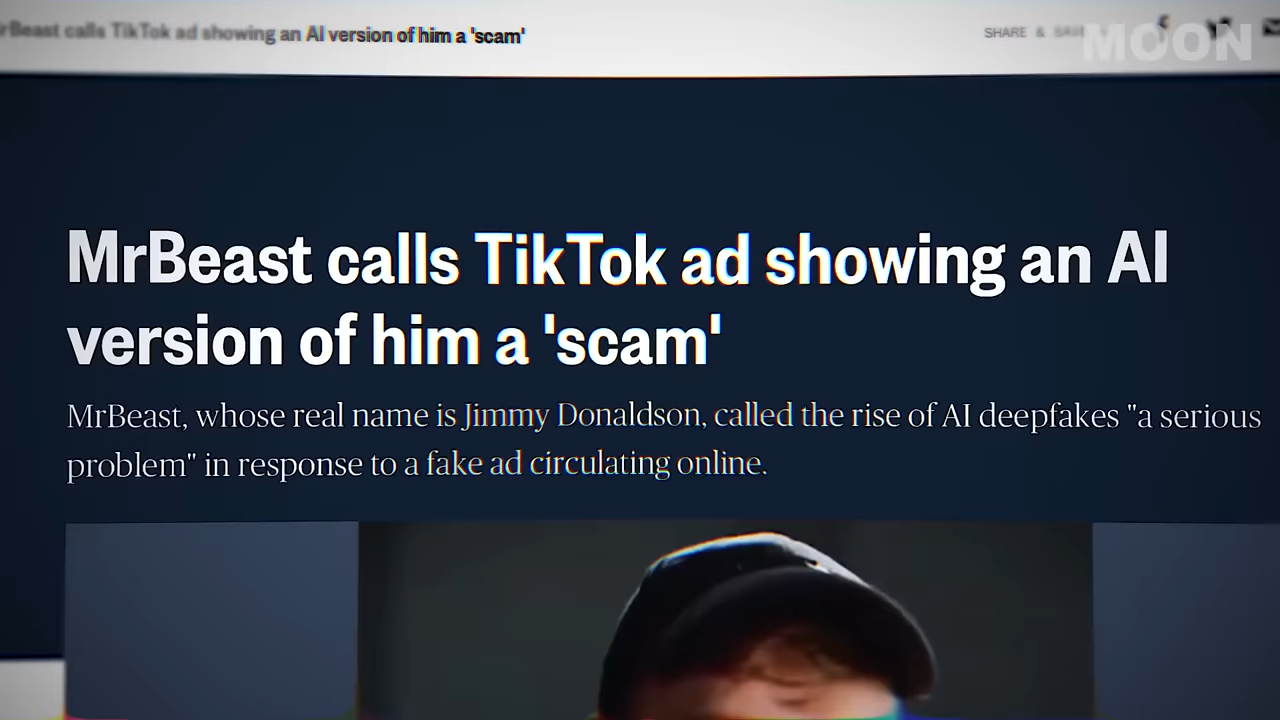 rBeast calls TikTok ad showing an AI version of him a 'scam'
SHARE & SAVE
MOON
MrBeast calls TikTok ad showing an AI
version of him a 'scam'
MrBeast, whose real name is Jimmy Donaldson, called the rise of AI deepfakes "a serious
problem" in response to a fake ad circulating online.